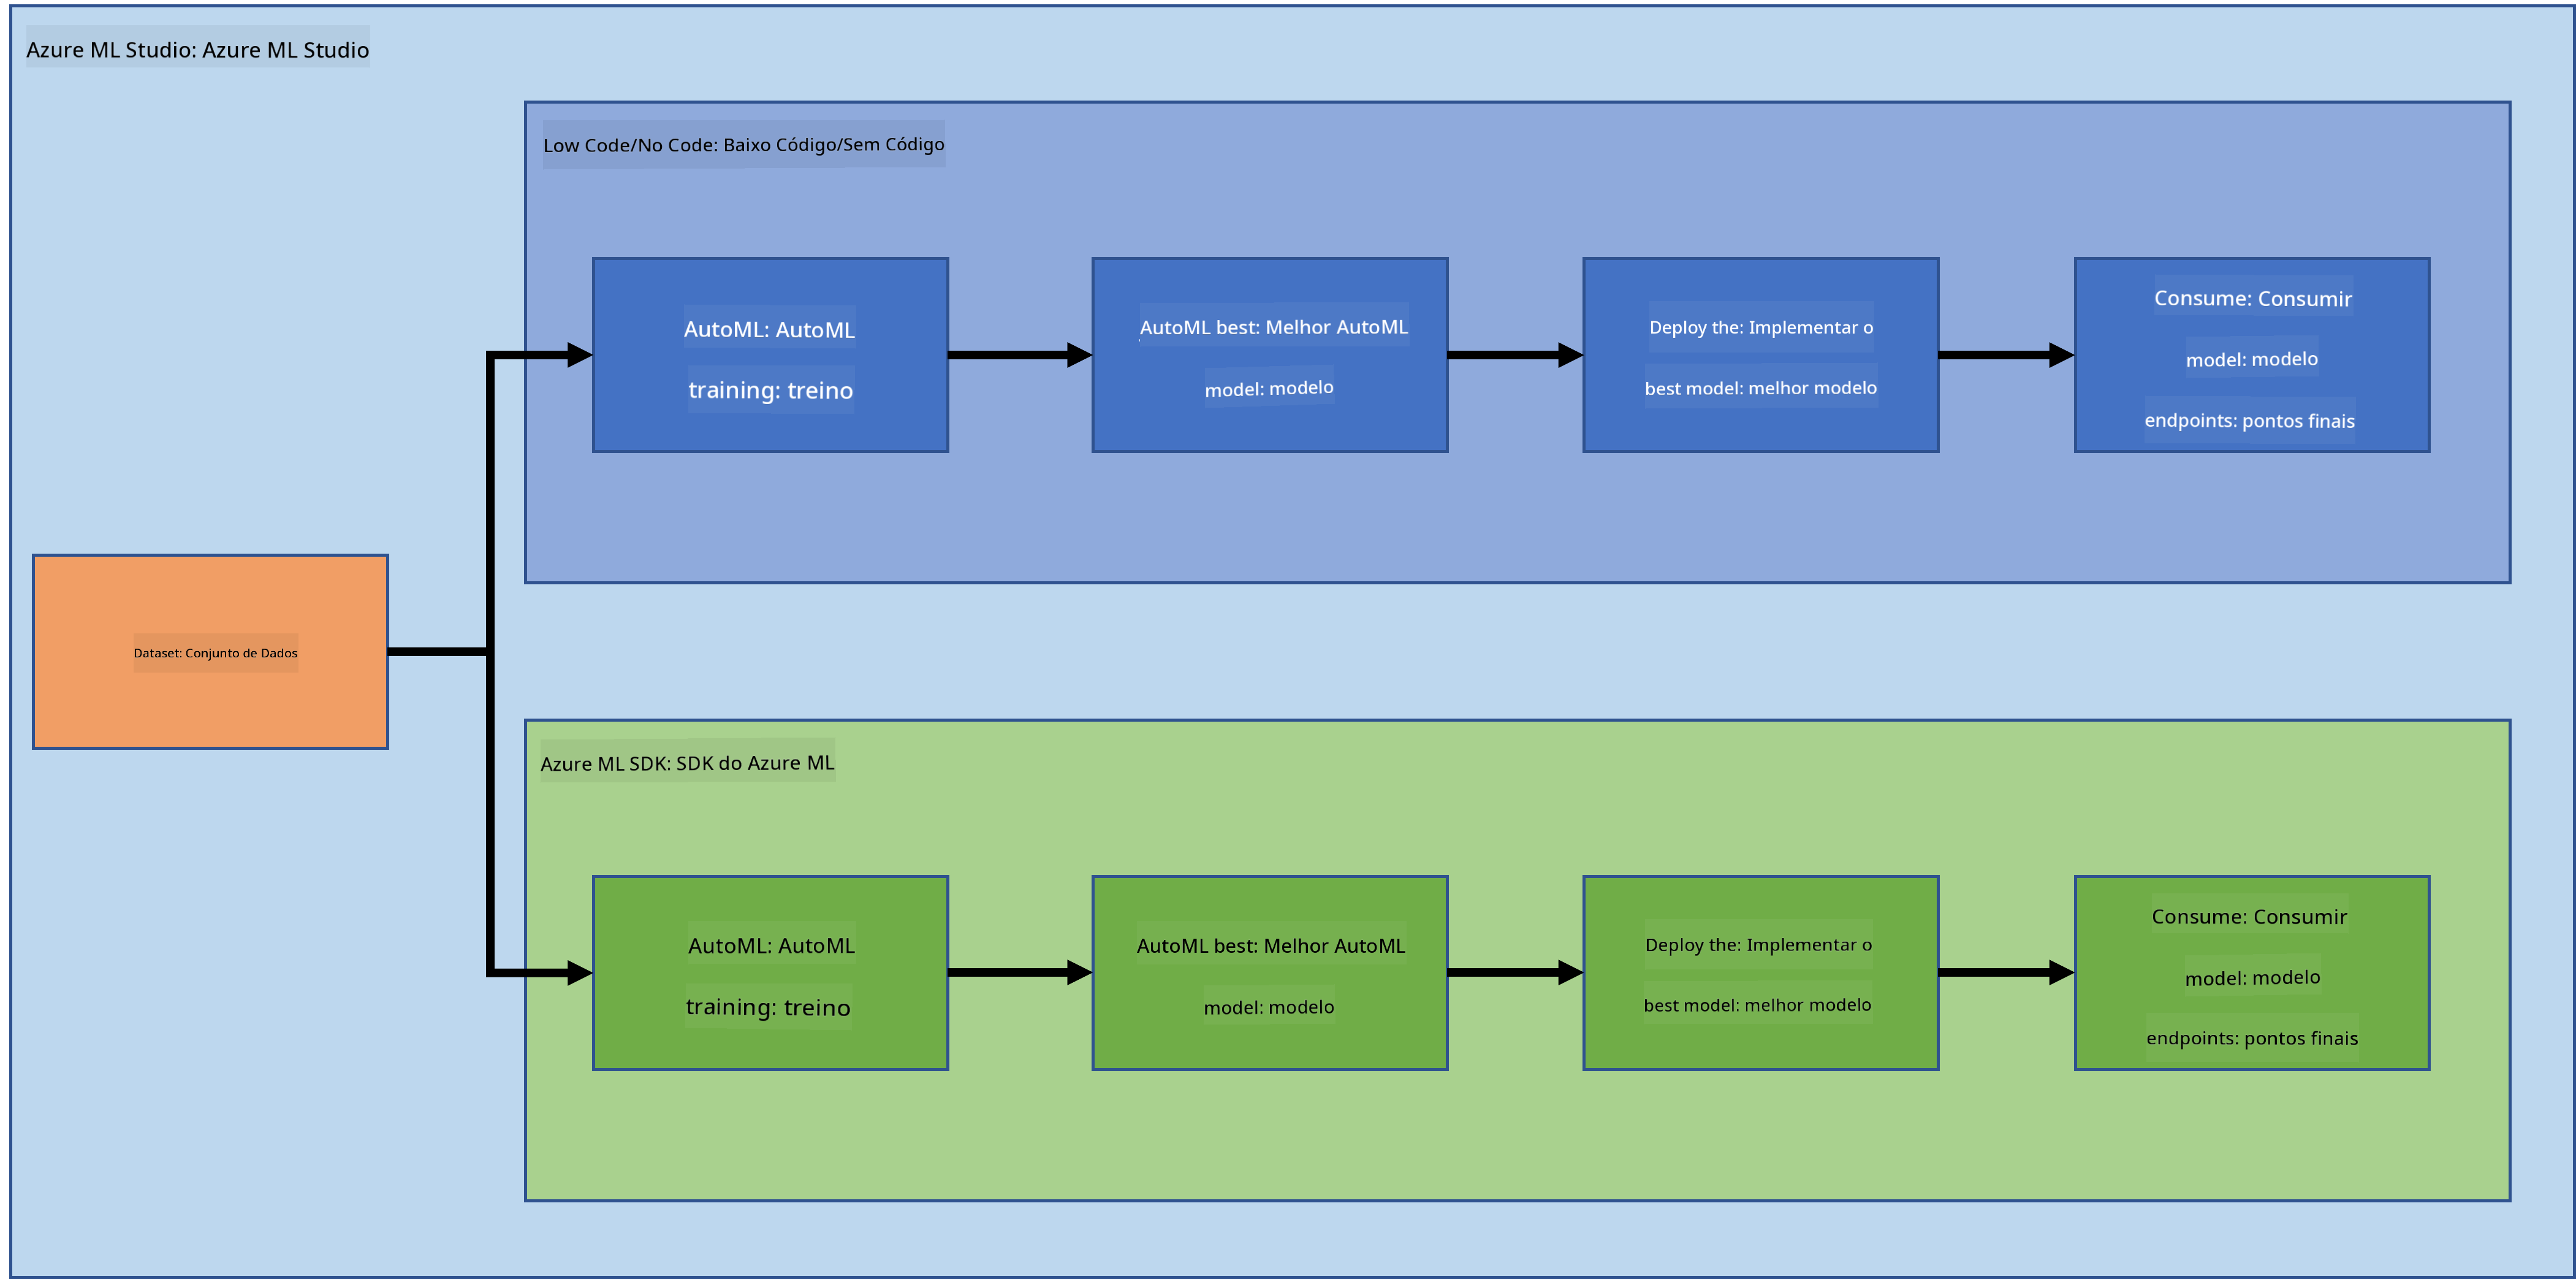 Azure ML Studio: Azure ML Studio
Low Code/No Code: Baixo Código/Sem Código
AutoML: AutoML
training: treino
AutoML best: Melhor AutoML
model: modelo
Deploy the: Implementar o
best model: melhor modelo
Consume: Consumir
model: modelo
endpoints: pontos finais
Dataset: Conjunto de Dados
Azure ML SDK: SDK do Azure ML
AutoML: AutoML
training: treino
AutoML best: Melhor AutoML
model: modelo
Deploy the: Implementar o
best model: melhor modelo
Consume: Consumir
model: modelo
endpoints: pontos finais